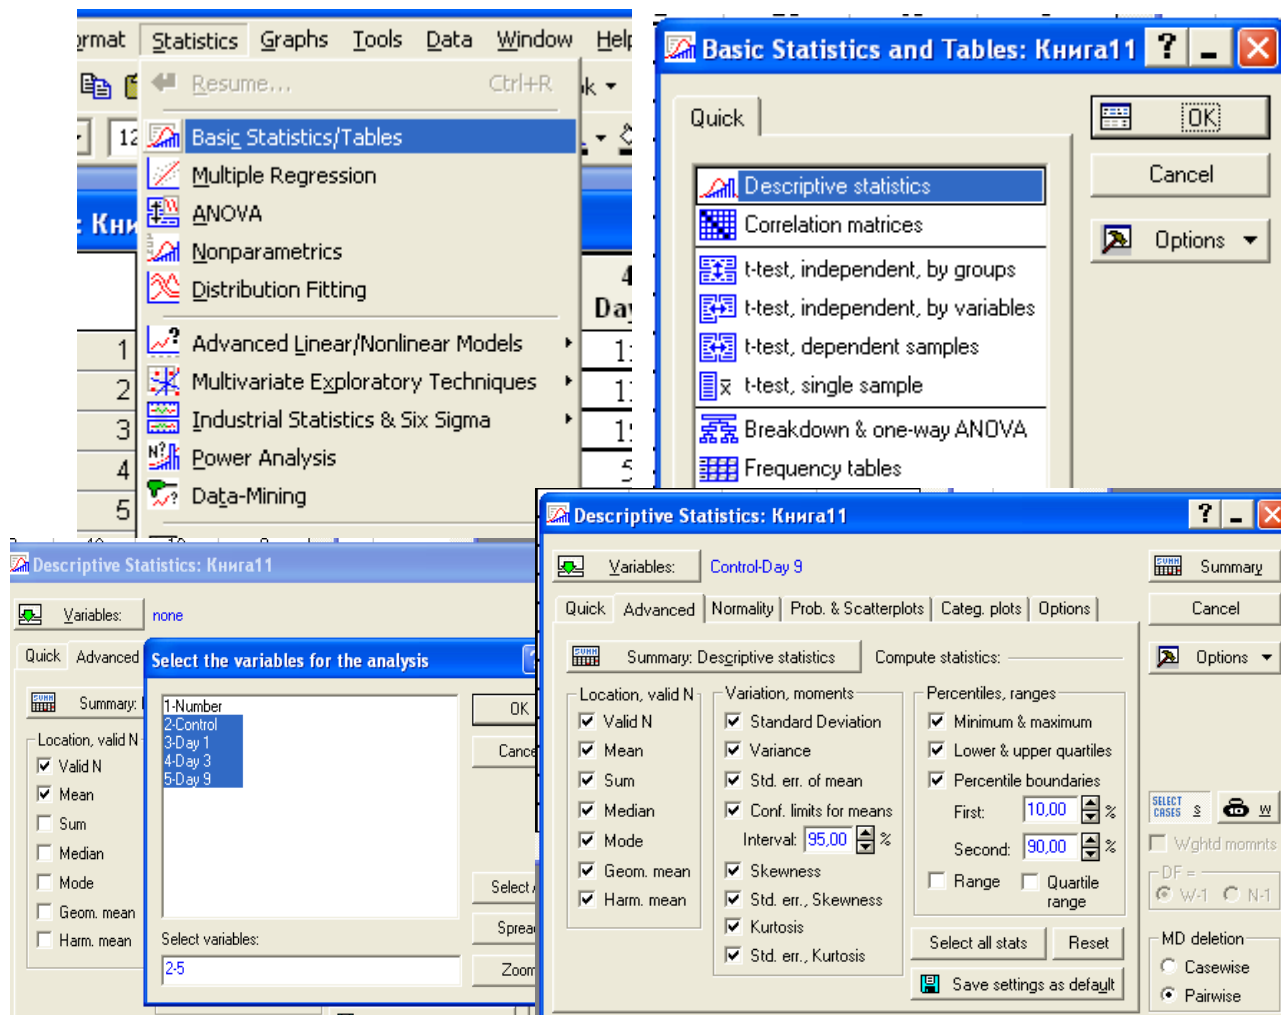 Statistics Graphs Tools Data Window Help
Resume... Ctrl+R
12
Basic Statistics/Tables
Multiple Regression
ANOVA
Nonparametrics
Distribution Fitting
Advanced Linear/Nonlinear Models
Multivariate Exploratory Techniques
Industrial Statistics & Six Sigma
Power Analysis
Data-Mining
1
2
3
4
5
4
Basic Statistics and Tables: Книга11
Quick
OK
Cancel
Options
Descriptive statistics
Correlation matrices
t-test, independent, by groups
t-test, independent, by variables
t-test, dependent samples
t-test, single sample
Breakdown & one-way ANOVA
Frequency tables
Descriptive Statistics: Книга11
Variables: none
Quick Advanced
Summary:
Location, valid N
Valid N
Mean
Sum
Median
Mode
Geom. mean
Harm. mean
Select the variables for the analysis
1-Number
2-Control
3-Day 1
4-Day 3
5-Day 9
OK
Select variables:
2-5
Zoom
Descriptive Statistics: Книга11
Variables: Control-Day 9
Summary
Quick Advanced Normality Prob. & Scatterplots Categ. plots Options
Cancel
Summary: Descriptive statistics Compute statistics:
Options
Location, valid N
Valid N
Mean
Sum
Median
Mode
Geom. mean
Harm. mean
Variation, moments
Standard Deviation
Variance
Std. err. of mean
Conf. limits for means
Interval: 95,00 %
Skewness
Std. err., Skewness
Kurtosis
Std. err., Kurtosis
Percentiles, ranges
Minimum & maximum
Lower & upper quartiles
Percentile boundaries
First: 10,00 %
Second: 90,00 %
Range Quartile range
Select all stats Reset
Save settings as default
SELECT CASES S W
Wghtd momnts
DF =
W-1 N-1
MD deletion
Casewise
Pairwise